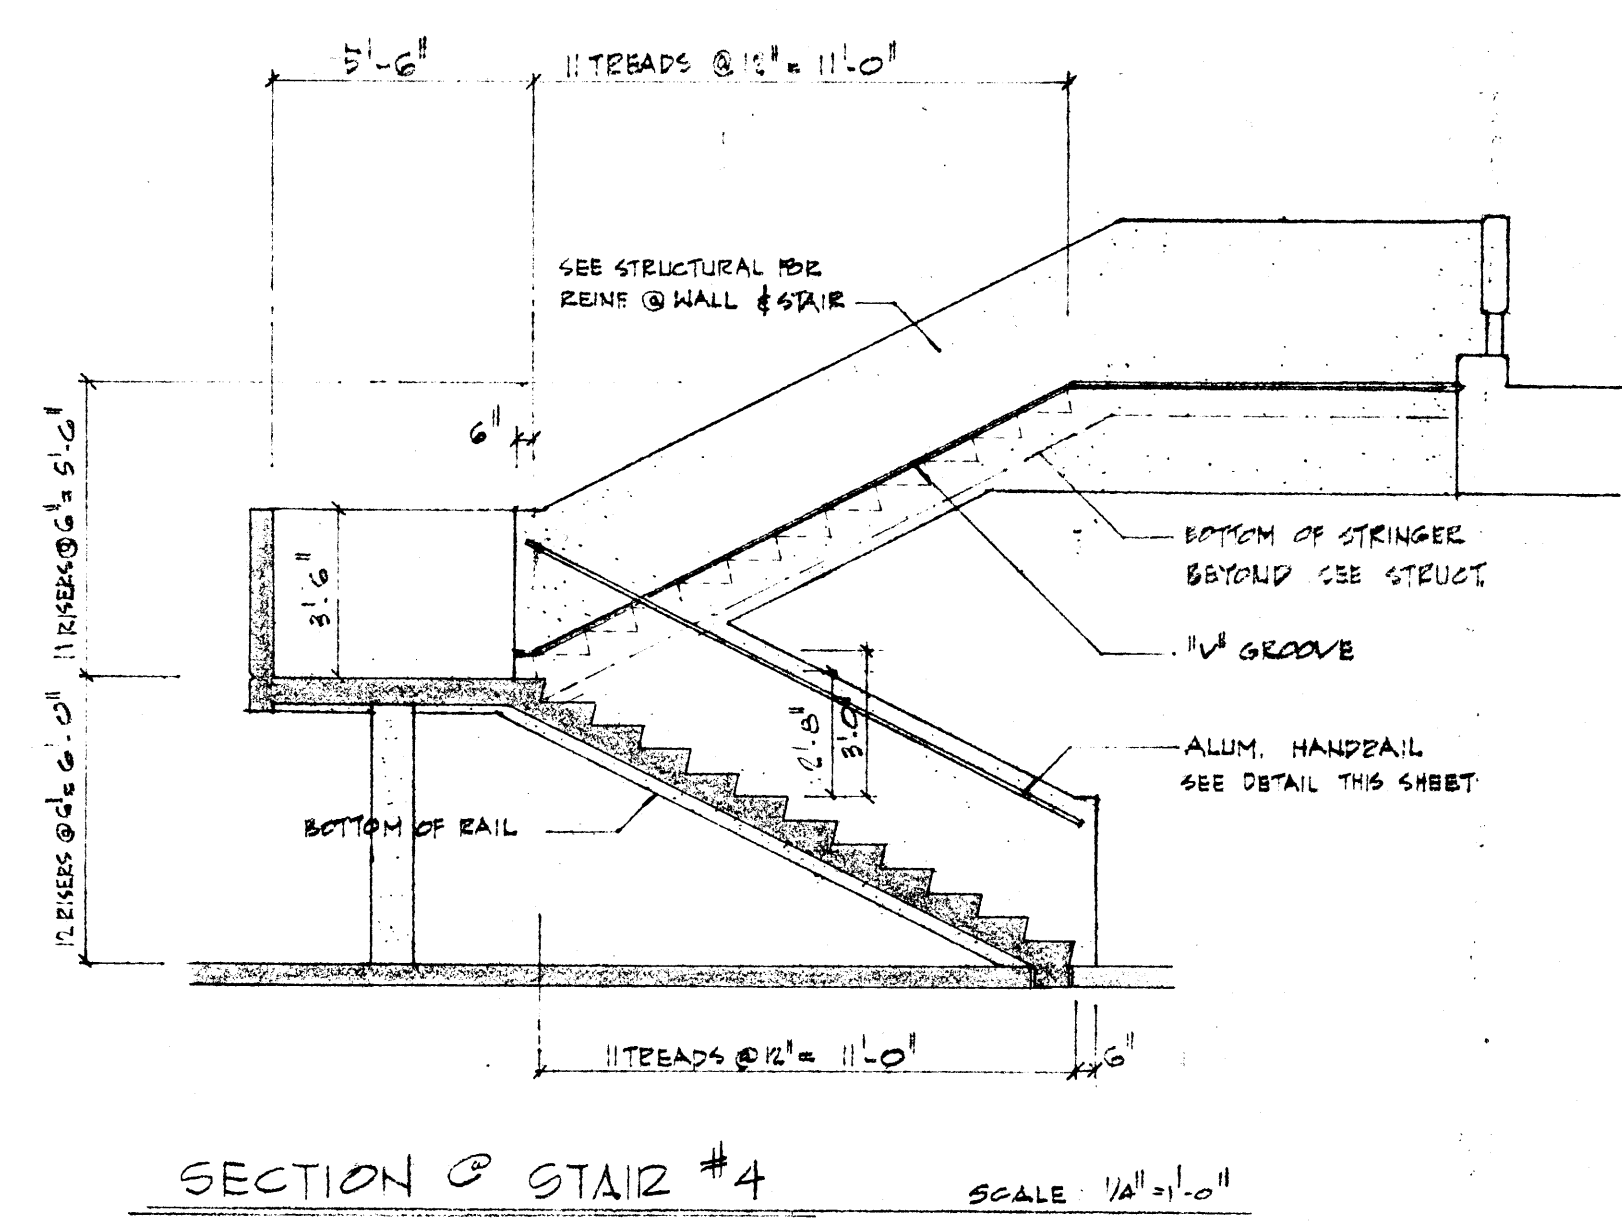 5'-6"
11 TREADS @ 12" = 11'-0"
SEE STRUCTURAL FOR
REINF. @ WALL & STAIR
6"
11 RISERS @ 6" = 5'-6"
3'-6"
BOTTOM OF STRINGER
BEYOND SEE STRUCT.
"V" GROOVE
2'-8"
3'-0"
12 RISERS @ 6" = 6'-0"
ALUM. HANDRAIL
SEE DETAIL THIS SHEET
BOTTOM OF RAIL
11 TREADS @ 12" = 11'-0"
6"
SECTION @ STAIR #4
SCALE 1/4" = 1'-0"